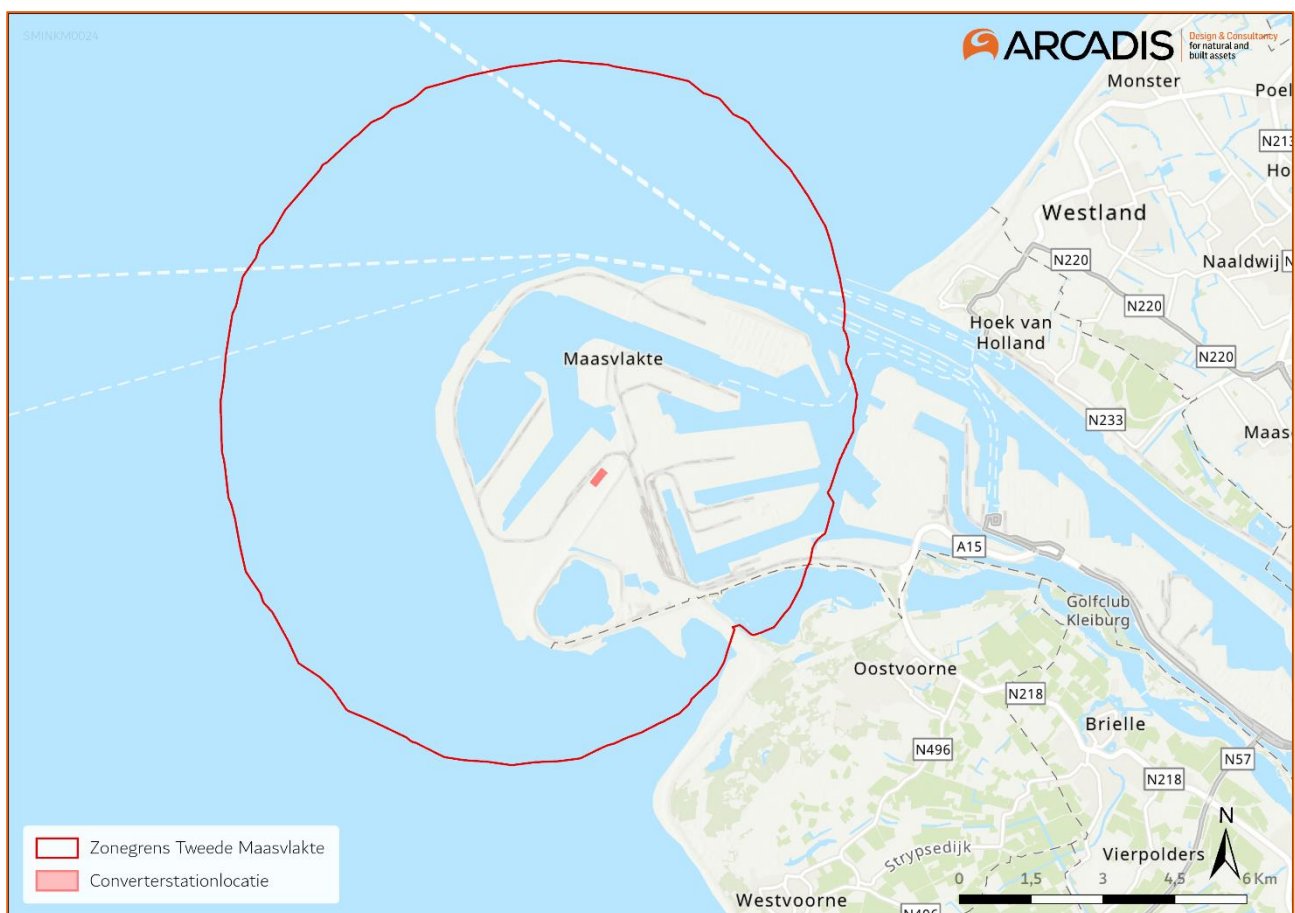 SMINKM0024
ARCADIS
Design & Consultancy
for natural and
built assets
Monster
Poel
N213
Ho
Westland
N220
Naaldwij
N
N220
Hoek van
Holland
N220
Maasvlakte
N233
Maas
A15
Golfclub
Kleiburg
Oostvoorne
N218
Brielle
N496
N57
N218
Strypsedijk
Vierpolders
Westvoorne
N496
N
0 1,5 3 4,5 6 Km
Zonegrens Tweede Maasvlakte
Converterstationlocatie